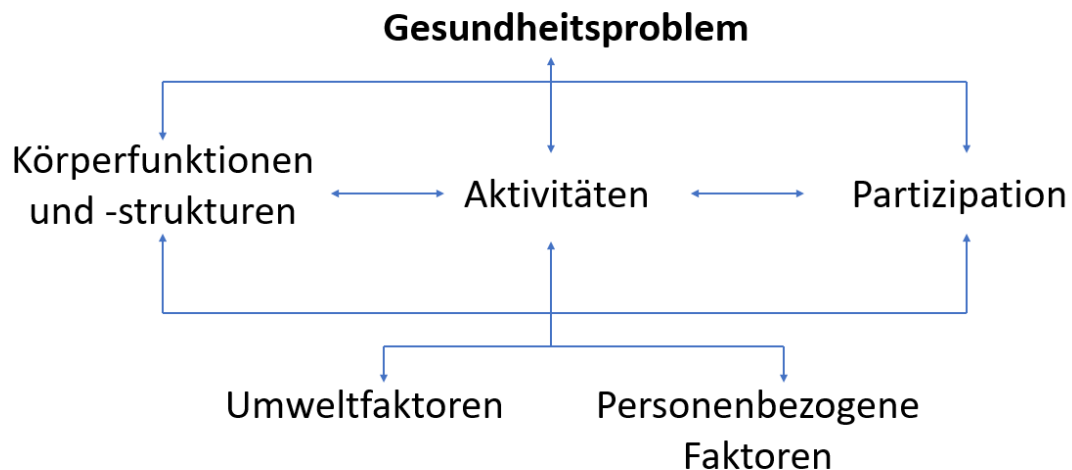 Gesundheitsproblem
Körperfunktionen
und -strukturen
Aktivitäten
Partizipation
Umweltfaktoren
Personenbezogene
Faktoren